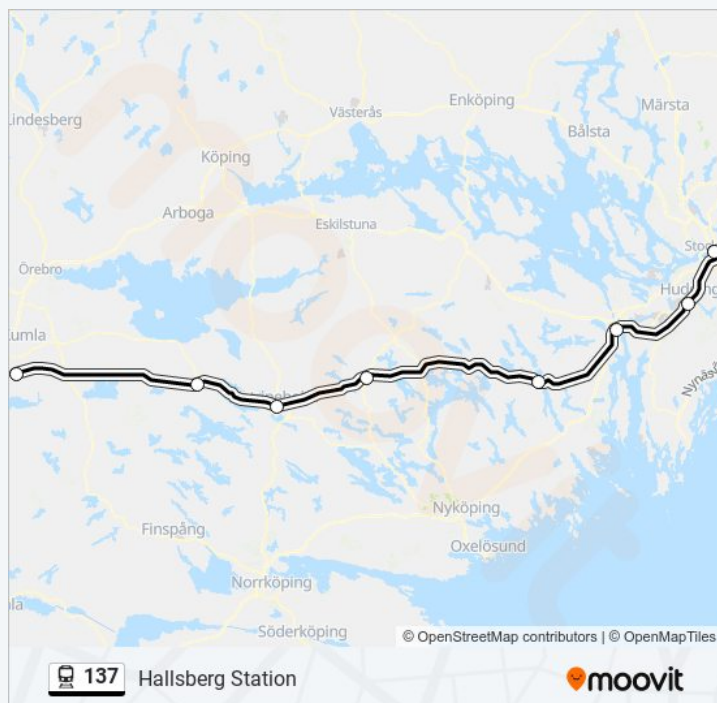 Lindesberg
Enköping
Märsta
Västerås
Bålsta
Köping
Arboga
Eskilstuna
Örebro
Nynäs
Nyköping
Oxelösund
Finspång
Norrköping
Söderköping
© OpenStreetMap contributors | © OpenMapTiles
137 Hallsberg Station moovit